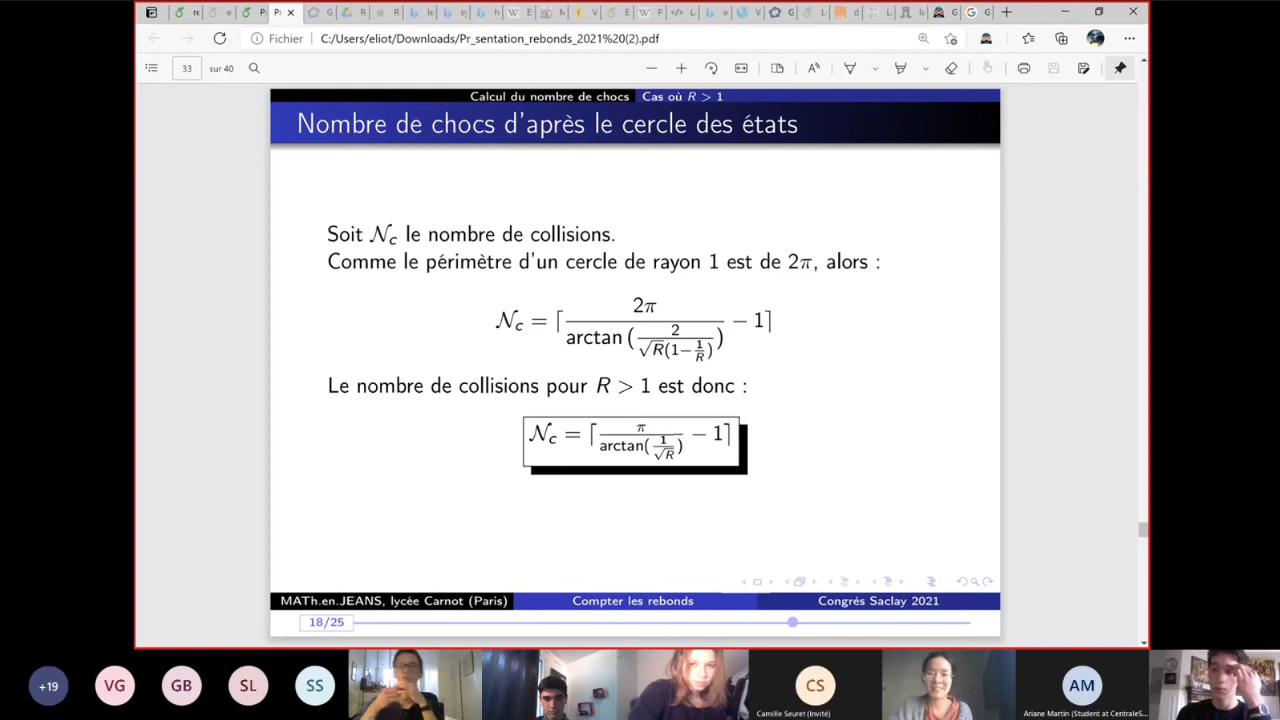 Fichier C:/Users/eliot/Downloads/Pr_sentation_rebonds_2021%20(2).pdf
33 sur 40
Calcul du nombre de chocs Cas où R > 1
Nombre de chocs d'après le cercle des états
Soit 𝒩c le nombre de collisions.
Comme le périmètre d'un cercle de rayon 1 est de 2π, alors :
𝒩c = ⌈2π / arctan (2 / √R(1−1/R)) − 1⌉
Le nombre de collisions pour R > 1 est donc :
𝒩c = ⌈π / arctan(1/√R) − 1⌉
MATh.en.JEANS, lycée Carnot (Paris) Compter les rebonds Congrès Saclay 2021
18/25
+19 VG GB SL SS CS AM
Camille Seuret (Invité) Ariane Martin (Student at CentraleS...